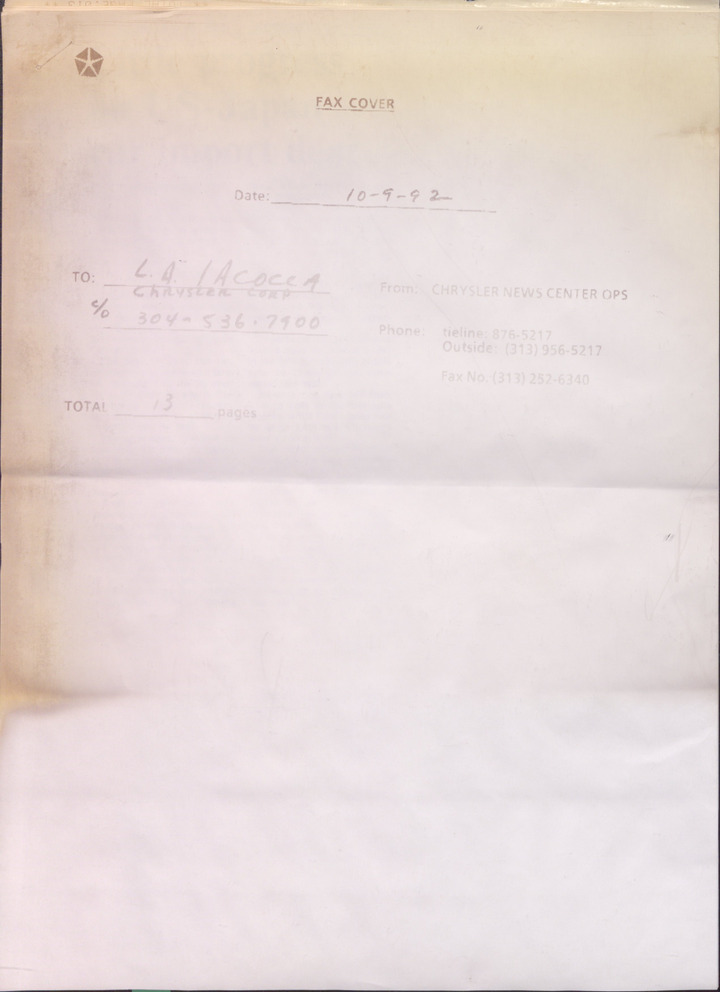 FAX COVER
Date: 10-9-92
TO: L.A. IACOCCA
CHRYSLER CORP
From: CHRYSLER NEWS CENTER OPS
c/o 304-536-7900
Phone: tieline: 876-5217
Outside: (313) 956-5217
Fax No. (313) 252-6340
TOTAL 13 pages